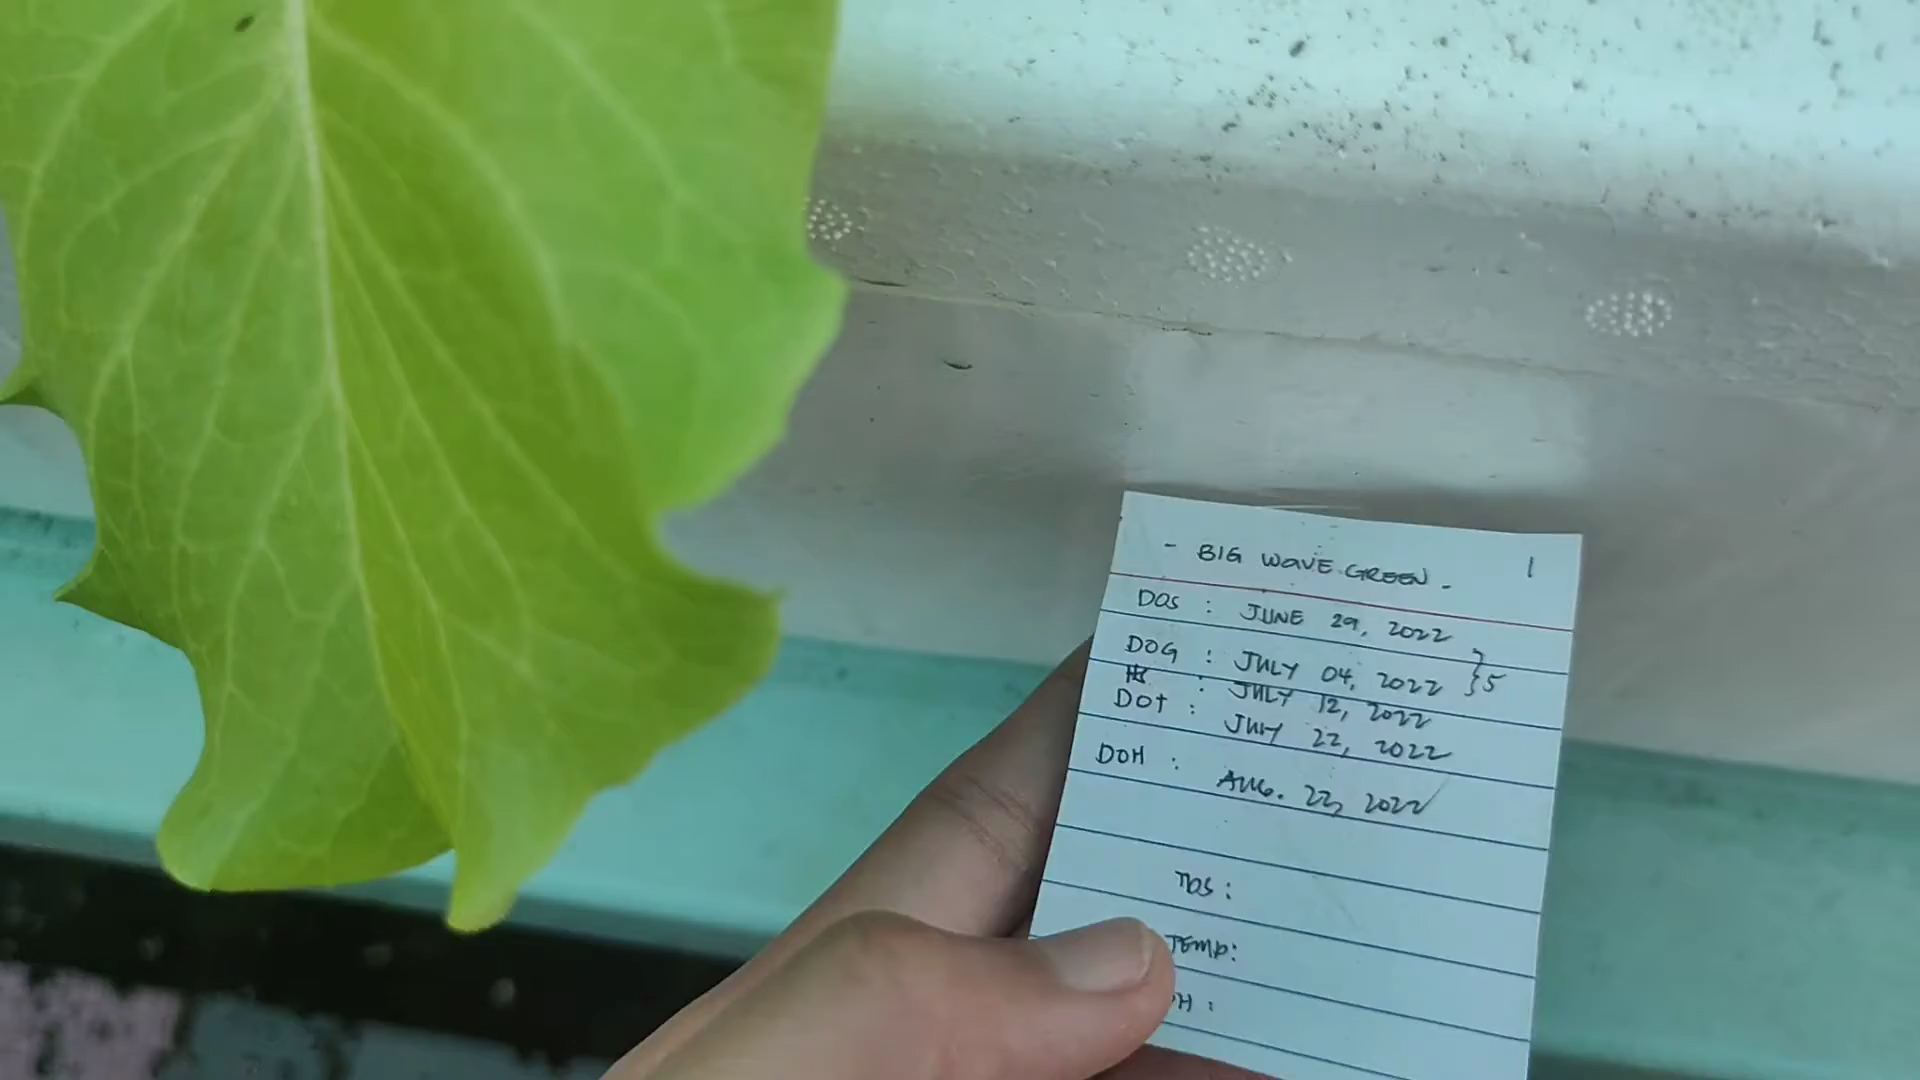 - BIG WAVE GREEN - 1
DOS : JUNE 29, 2022
DOG : JULY 04, 2022 } 5
: JULY 12, 2022
DOT : JULY 22, 2022
DOH : AUG. 22, 2022
TDS :
TEMP:
H :